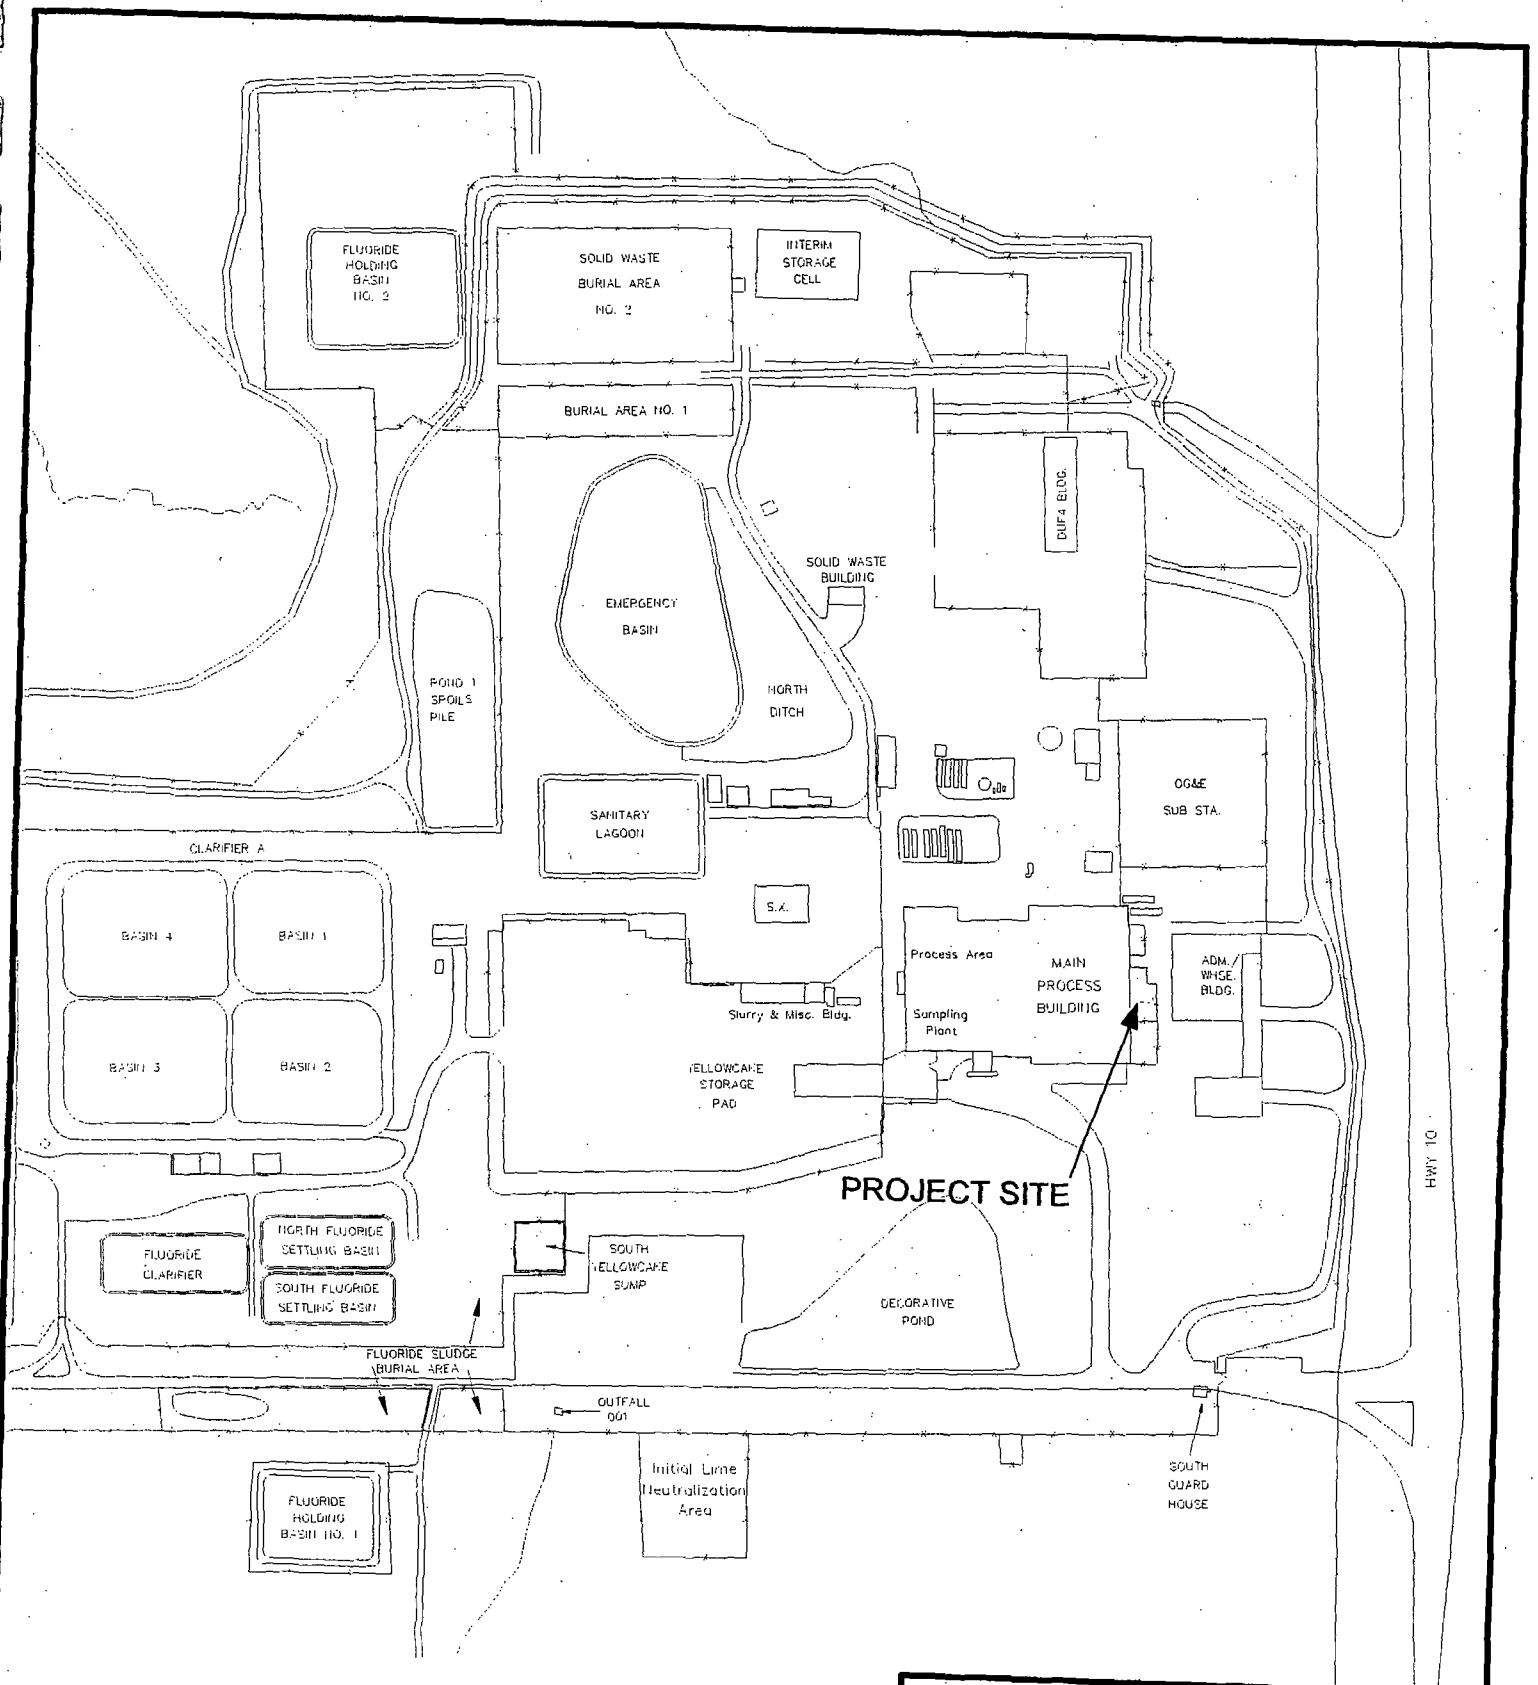 FLUORIDE
HOLDING
BASIN
NO. 2
SOLID WASTE
BURIAL AREA
NO. 2
INTERIM
STORAGE
CELL
BURIAL AREA NO. 1
DUF4 BLDG.
SOLID WASTE
BUILDING
EMERGENCY
BASIN
POND 1
SPOILS
PILE
NORTH
DITCH
OG&E
SUB STA.
SANITARY
LAGOON
CLARIFIER A
BASIN 4
BASIN 1
S.X.
Process Area
MAIN
PROCESS
BUILDING
ADM./
WHSE.
BLDG.
Slurry & Misc. Bldg.
Sampling
Plant
BASIN 3
BASIN 2
YELLOWCAKE
STORAGE
PAD
HWY 10
PROJECT SITE
NORTH FLUORIDE
SETTLING BASIN
FLUORIDE
CLARIFIER
SOUTH
YELLOWCAKE
SUMP
SOUTH FLUORIDE
SETTLING BASIN
DECORATIVE
POND
FLUORIDE SLUDGE
BURIAL AREA
OUTFALL
001
Initial Lime
Neutralization
Area
SOUTH
GUARD
HOUSE
FLUORIDE
HOLDING
BASIN NO. 1